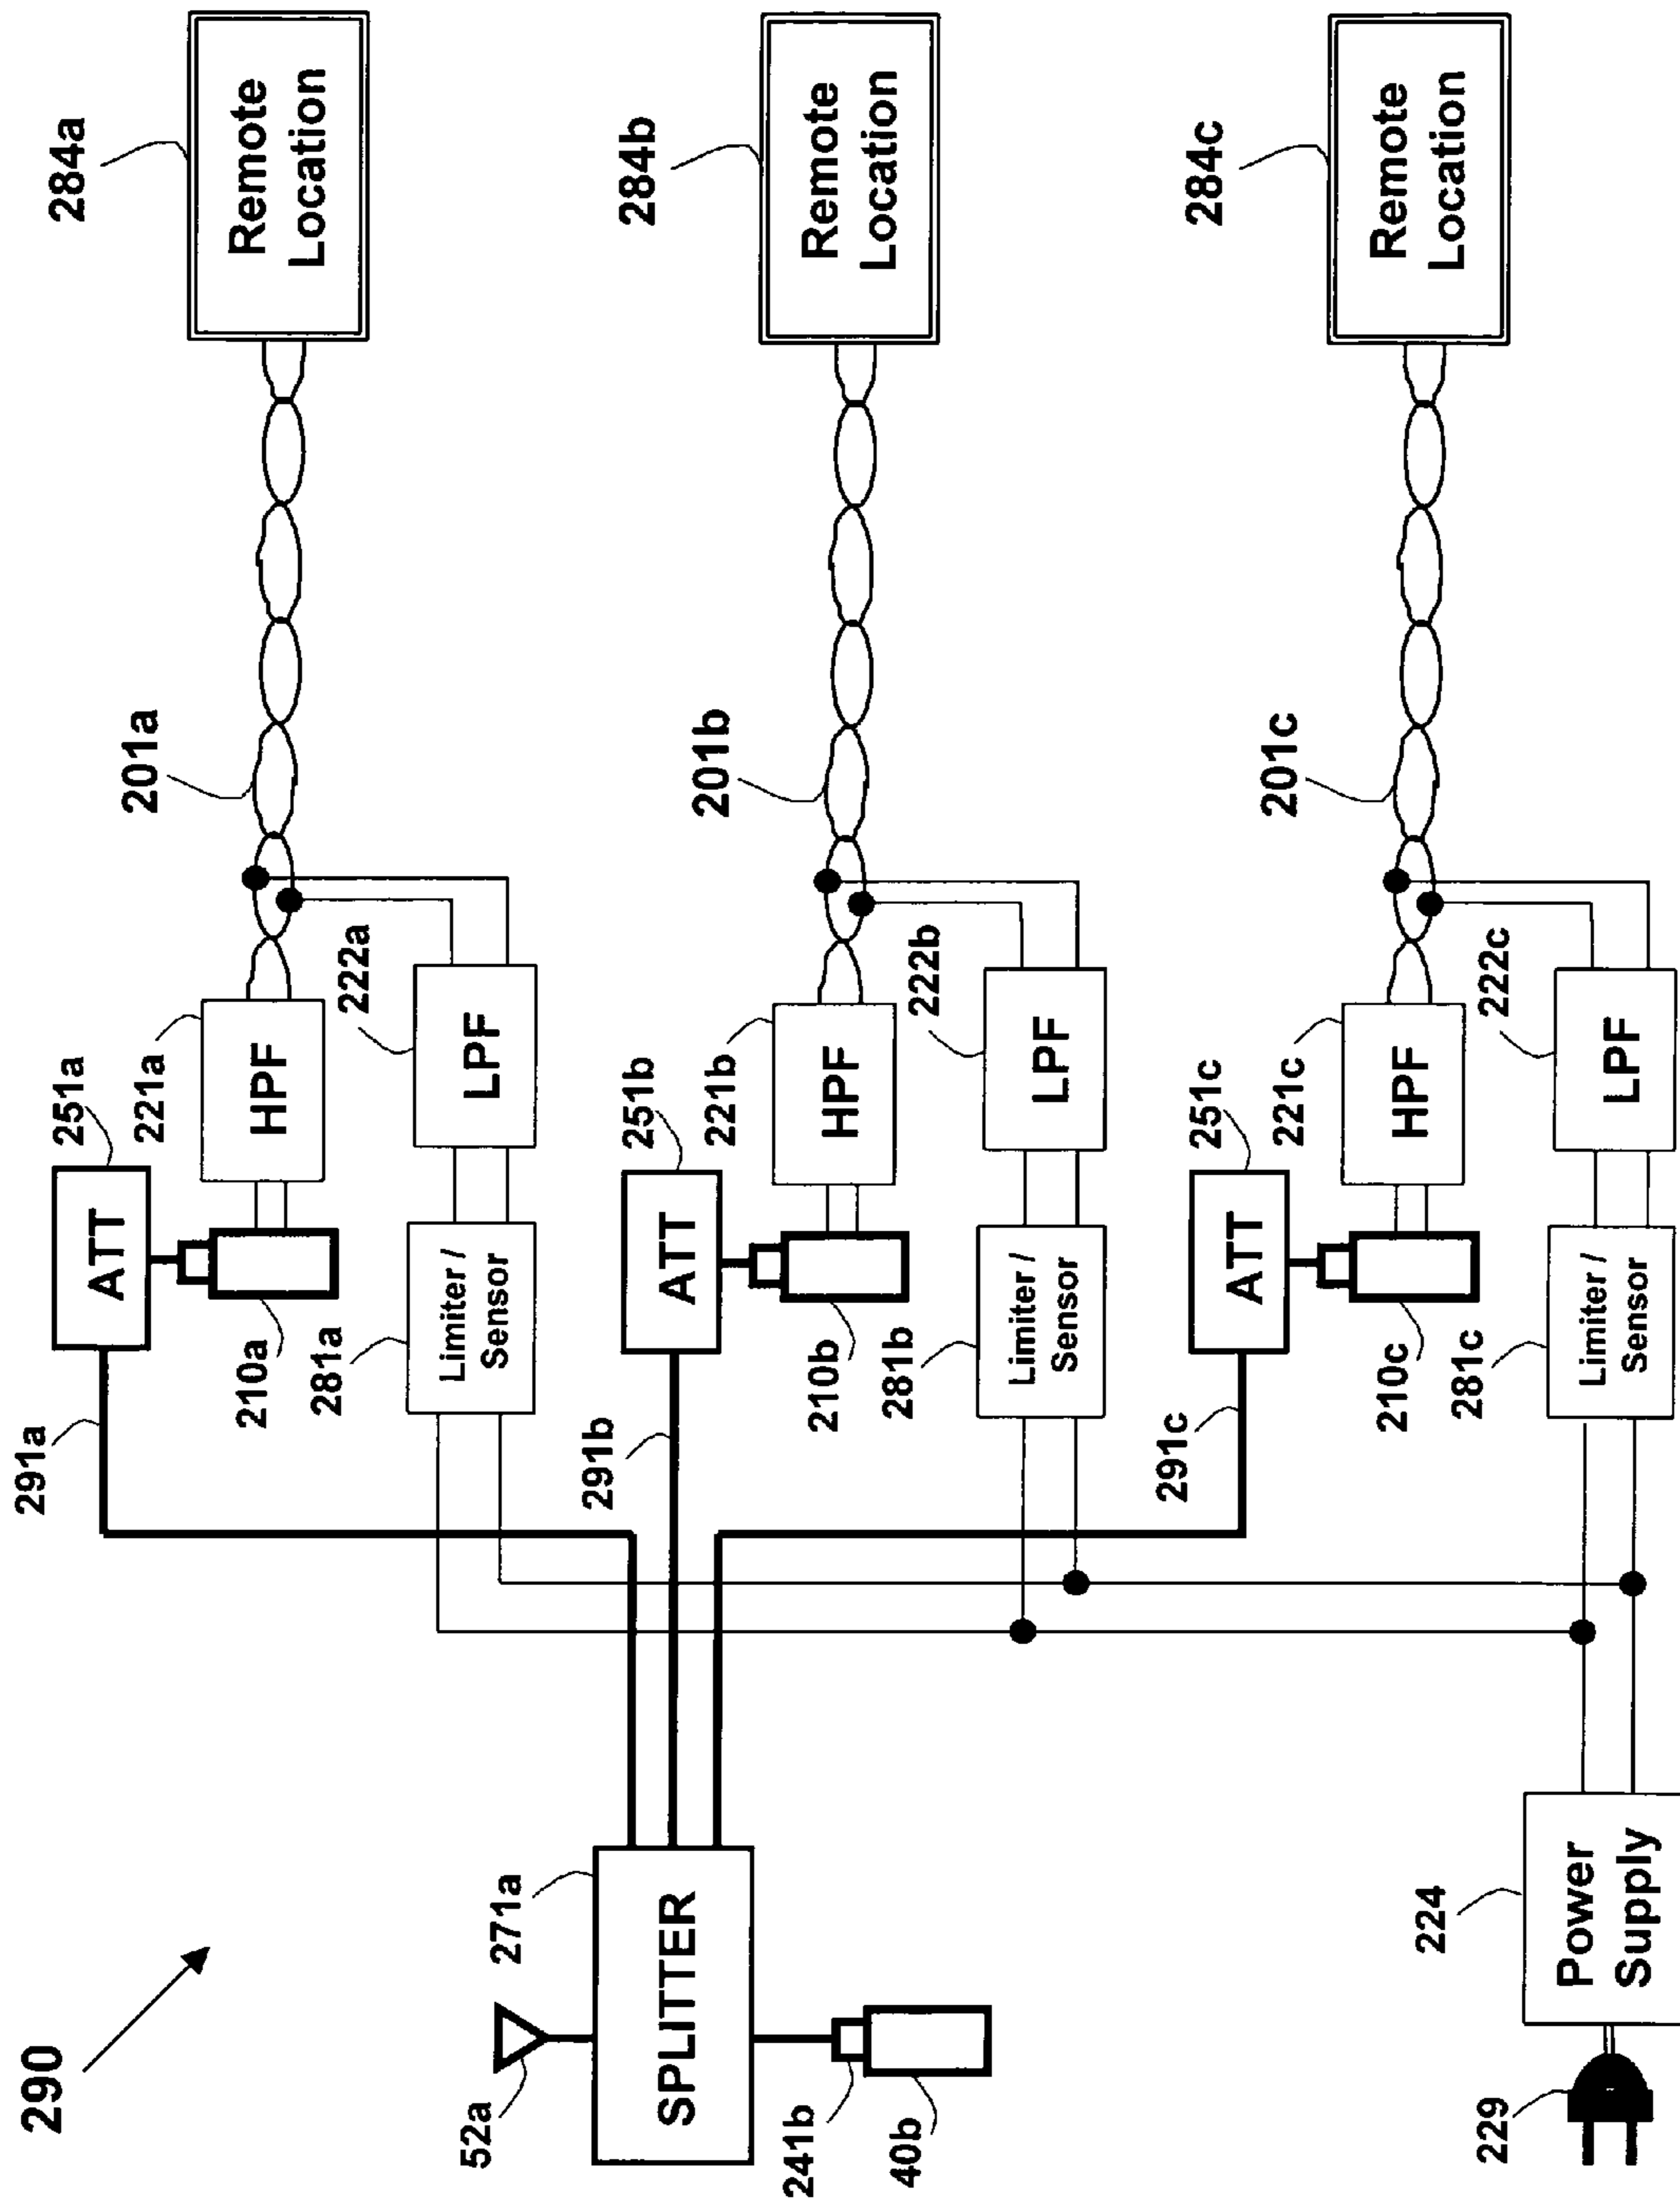 290
291a
251a
ATT
221a
HPF
210a
201a
284a
Remote
Location
281a
Limiter /
Sensor
222a
LPF
52a
271a
SPLITTER
241b
40b
291b
251b
ATT
221b
HPF
210b
201b
284b
Remote
Location
281b
Limiter /
Sensor
222b
LPF
291c
251c
ATT
221c
HPF
210c
201c
284c
Remote
Location
281c
Limiter /
Sensor
222c
LPF
229
224
Power
Supply